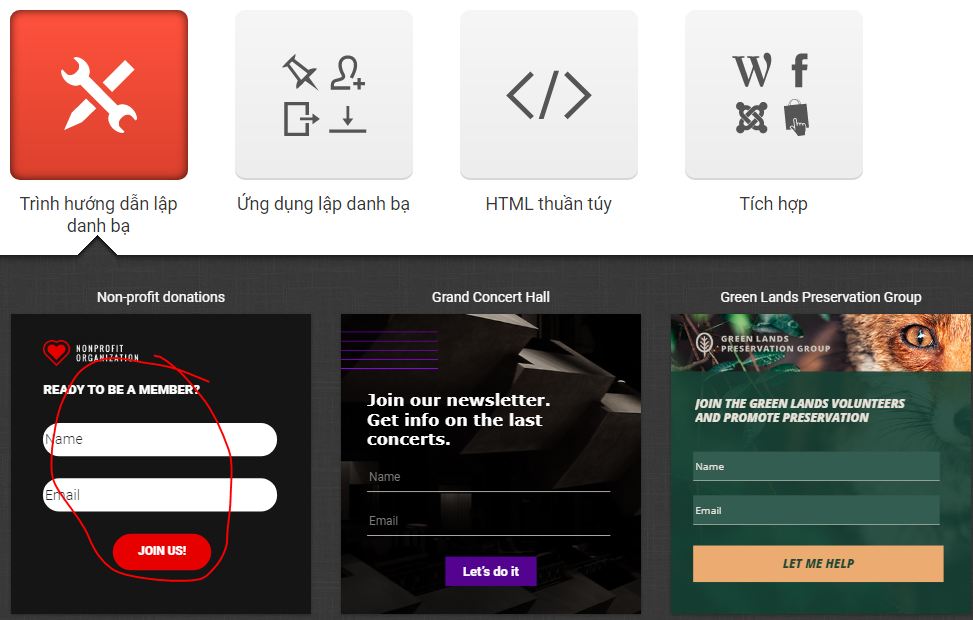 Trình hướng dẫn lập
danh bạ
Ứng dụng lập danh bạ
HTML thuần túy
Tích hợp
Non-profit donations
NONPROFIT
ORGANIZATION
READY TO BE A MEMBER?
Name
Email
JOIN US!
Grand Concert Hall
Join our newsletter.
Get info on the last
concerts.
Name
Email
Let's do it
Green Lands Preservation Group
GREEN LANDS
PRESERVATION GROUP
JOIN THE GREEN LANDS VOLUNTEERS
AND PROMOTE PRESERVATION
Name
Email
LET ME HELP